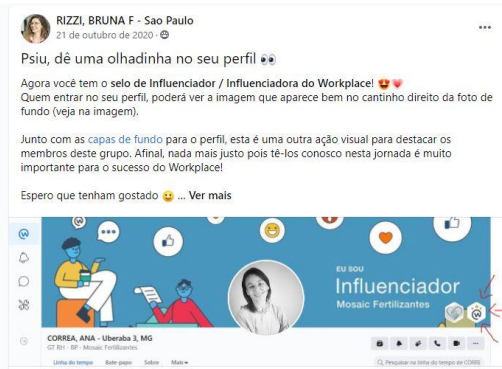 RIZZI, BRUNA F - Sao Paulo
21 de outubro de 2020 ·
Psiu, dê uma olhadinha no seu perfil 👀
Agora você tem o selo de Influenciador / Influenciadora do Workplace! 😍💗
Quem entrar no seu perfil, poderá ver a imagem que aparece bem no cantinho direito da foto de
fundo (veja na imagem).
Junto com as capas de fundo para o perfil, esta é uma outra ação visual para destacar os
membros deste grupo. Afinal, nada mais justo pois tê-los conosco nesta jornada é muito
importante para o sucesso do Workplace!
Espero que tenham gostado 😀 ... Ver mais
EU SOU
Influenciador
Mosaic Fertilizantes
CORREA, ANA - Uberaba 3, MG
GT RH - BP - Mosaic Fertilizantes
Linha do tempo Bate-papo Sobre Mais
Pesquisar na linha do tempo de CORRE